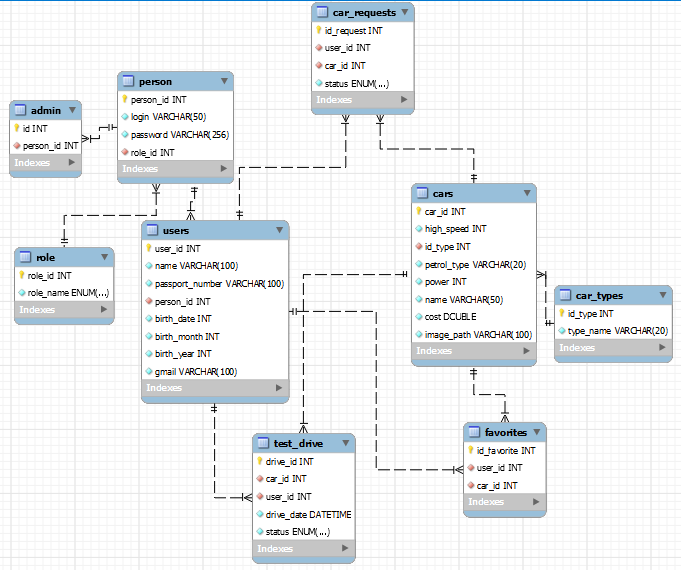 car_requests
id_request INT
user_id INT
car_id INT
status ENUM(...)
Indexes
person
person_id INT
login VARCHAR(50)
password VARCHAR(256)
role_id INT
Indexes
admin
id INT
person_id INT
Indexes
cars
car_id INT
high_speed INT
id_type INT
petrol_type VARCHAR(20)
power INT
name VARCHAR(50)
cost DOUBLE
image_path VARCHAR(100)
Indexes
users
user_id INT
name VARCHAR(100)
passport_number VARCHAR(100)
person_id INT
birth_date INT
birth_month INT
birth_year INT
gmail VARCHAR(100)
Indexes
role
role_id INT
role_name ENUM(...)
Indexes
car_types
id_type INT
type_name VARCHAR(20)
Indexes
test_drive
drive_id INT
car_id INT
user_id INT
drive_date DATETIME
status ENUM(...)
Indexes
favorites
id_favorite INT
user_id INT
car_id INT
Indexes